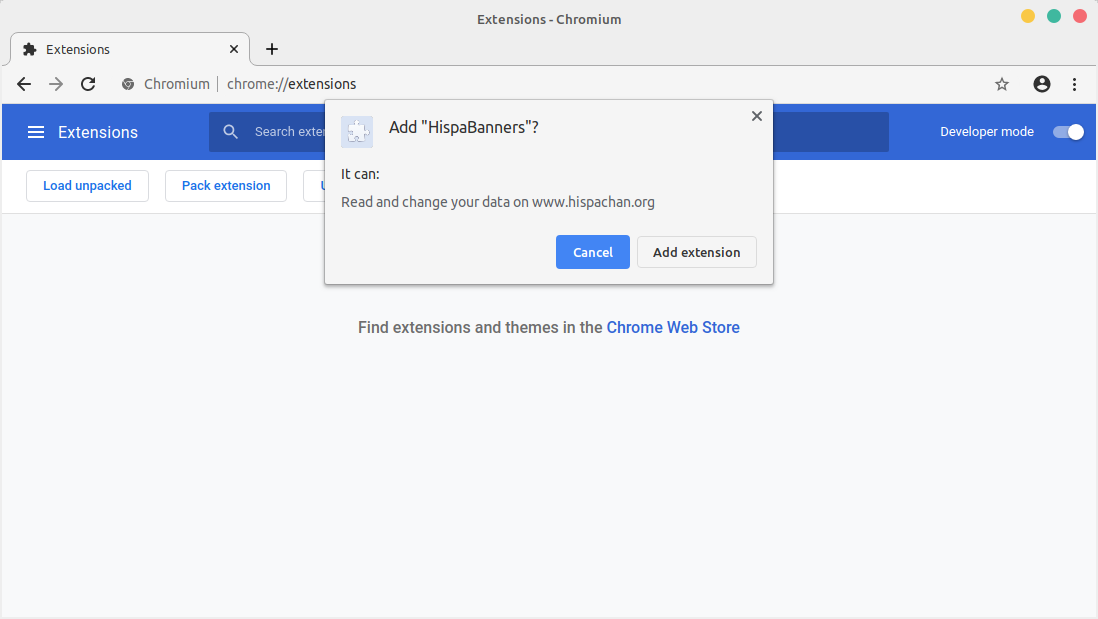 Extensions - Chromium
Extensions
Chromium chrome://extensions
Extensions
Search exten
Developer mode
Load unpacked
Pack extension
U
Add "HispaBanners"?
It can:
Read and change your data on www.hispachan.org
Cancel
Add extension
Find extensions and themes in the Chrome Web Store